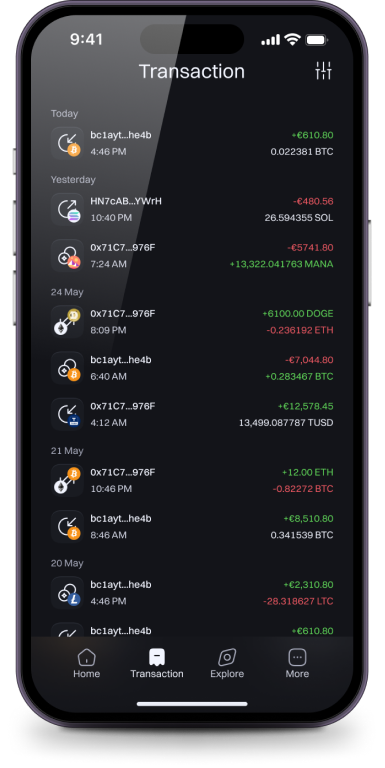 9:41
Transaction
Today
bc1ayt...he4b +€610.80
4:46 PM 0.022381 BTC
Yesterday
HN7cAB...YWrH -€480.56
10:40 PM 26.594355 SOL
0x71C7...976F -€5741.80
7:24 AM +13,322.041763 MANA
24 May
0x71C7...976F +6100.00 DOGE
8:09 PM -0.236192 ETH
bc1ayt...he4b -€7,044.80
6:40 AM +0.283467 BTC
0x71C7...976F +€12,578.45
4:12 AM 13,499.087787 TUSD
21 May
0x71C7...976F +12.00 ETH
10:46 PM -0.82272 BTC
bc1ayt...he4b +€8,510.80
8:46 AM 0.341539 BTC
20 May
bc1ayt...he4b +€2,310.80
4:46 PM -28.318627 LTC
bc1ayt...he4b +€610.80
Home Transaction Explore More